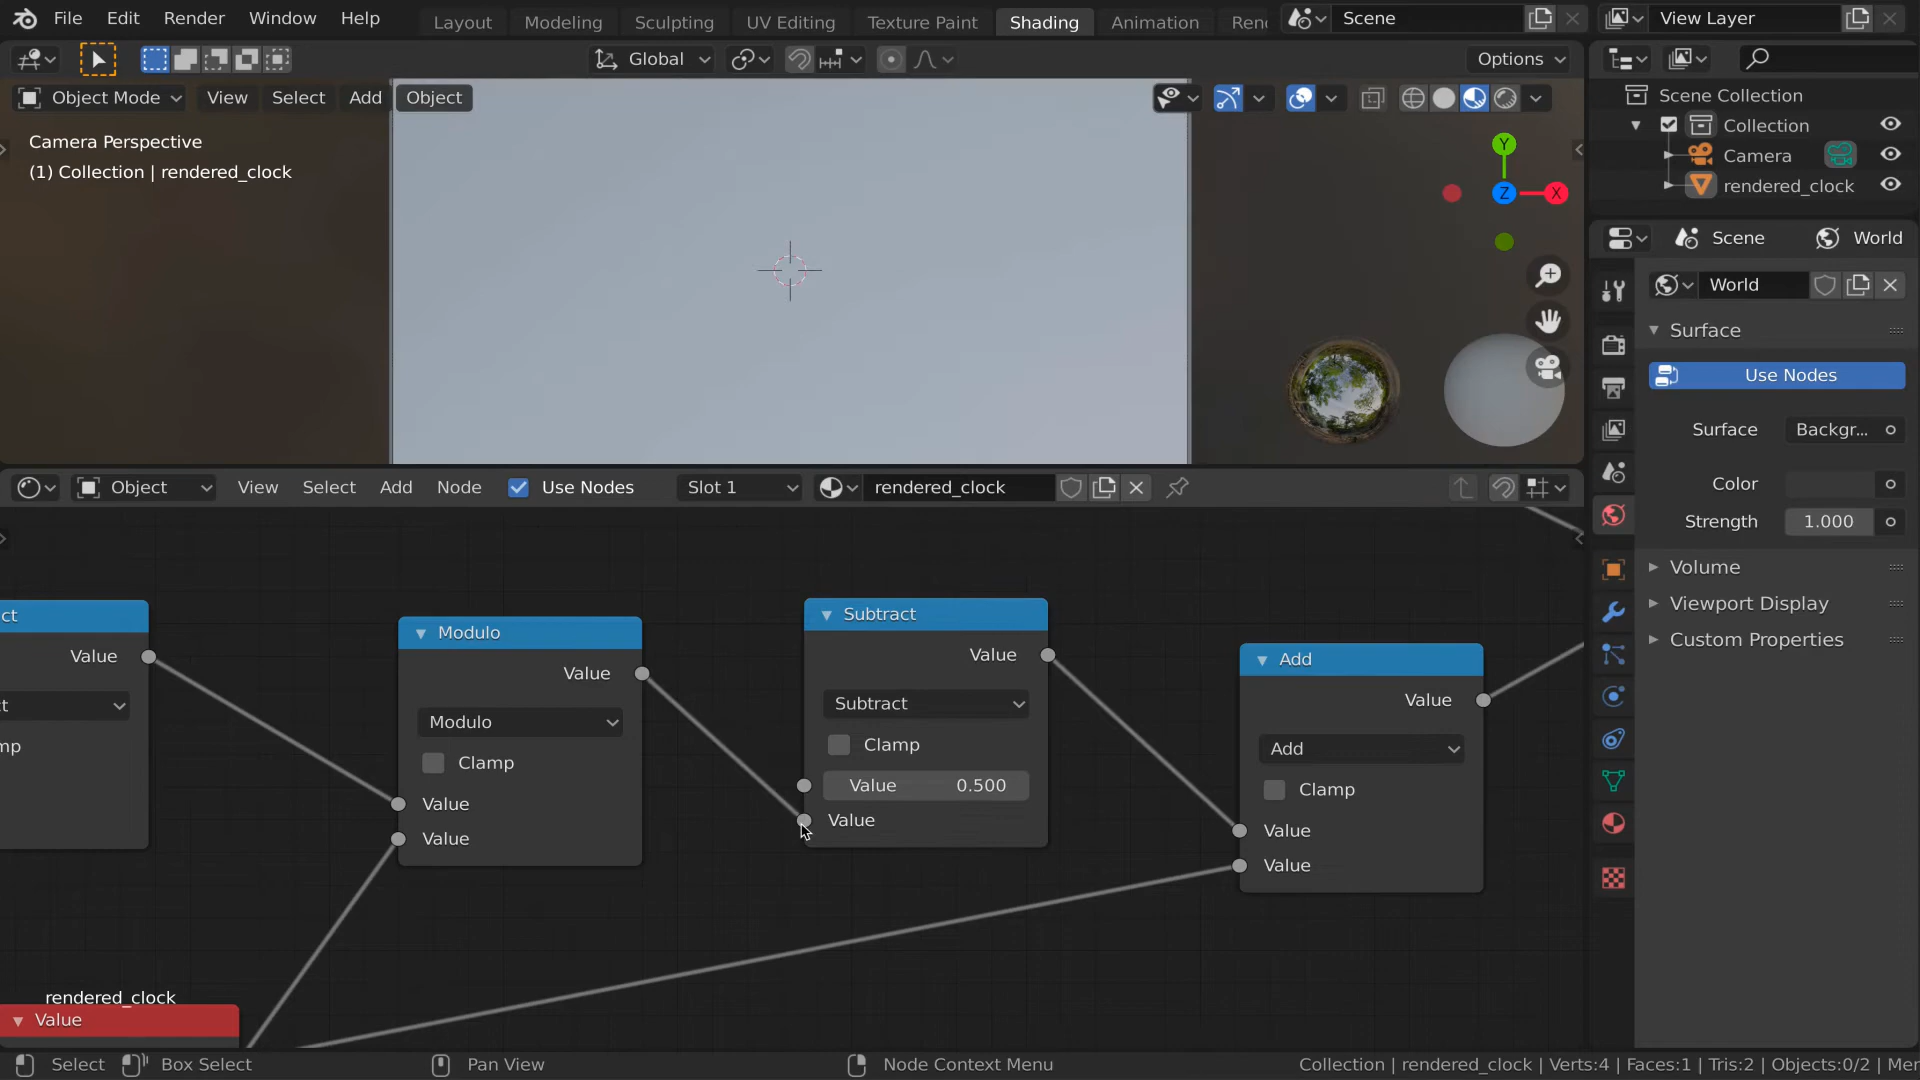 File Edit Render Window Help
Layout Modeling Sculpting UV Editing Texture Paint Shading Animation Ren
Scene
View Layer
Global
Options
Object Mode View Select Add Object
Camera Perspective
(1) Collection | rendered_clock
Y
Z
X
Scene Collection
Collection
Camera
rendered_clock
Scene World
World
Surface
Use Nodes
Surface Backgr...
Color
Strength 1.000
Volume
Viewport Display
Custom Properties
Object View Select Add Node Use Nodes Slot 1 rendered_clock
ct
Value
t
mp
Modulo
Value
Modulo
Clamp
Value
Value
Subtract
Value
Subtract
Clamp
Value 0.500
Value
Add
Value
Add
Clamp
Value
Value
rendered_clock
Value
Select Box Select Pan View Node Context Menu Collection | rendered_clock | Verts:4 | Faces:1 | Tris:2 | Objects:0/2 | Mer